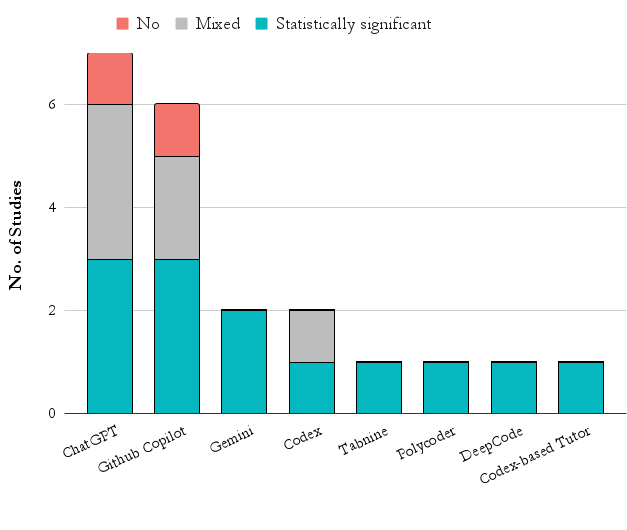 No Mixed Statistically significant
No. of Studies
6
4
2
0
ChatGPT
Github Copilot
Gemini
Codex
Tabnine
Polycoder
DeepCode
Codex-based Tutor